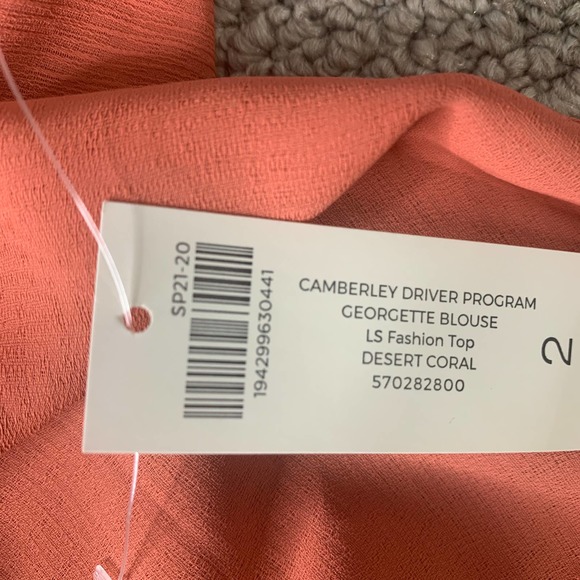 SP21-20
194299630441
CAMBERLEY DRIVER PROGRAM
GEORGETTE BLOUSE
LS Fashion Top
DESERT CORAL
570282800
2